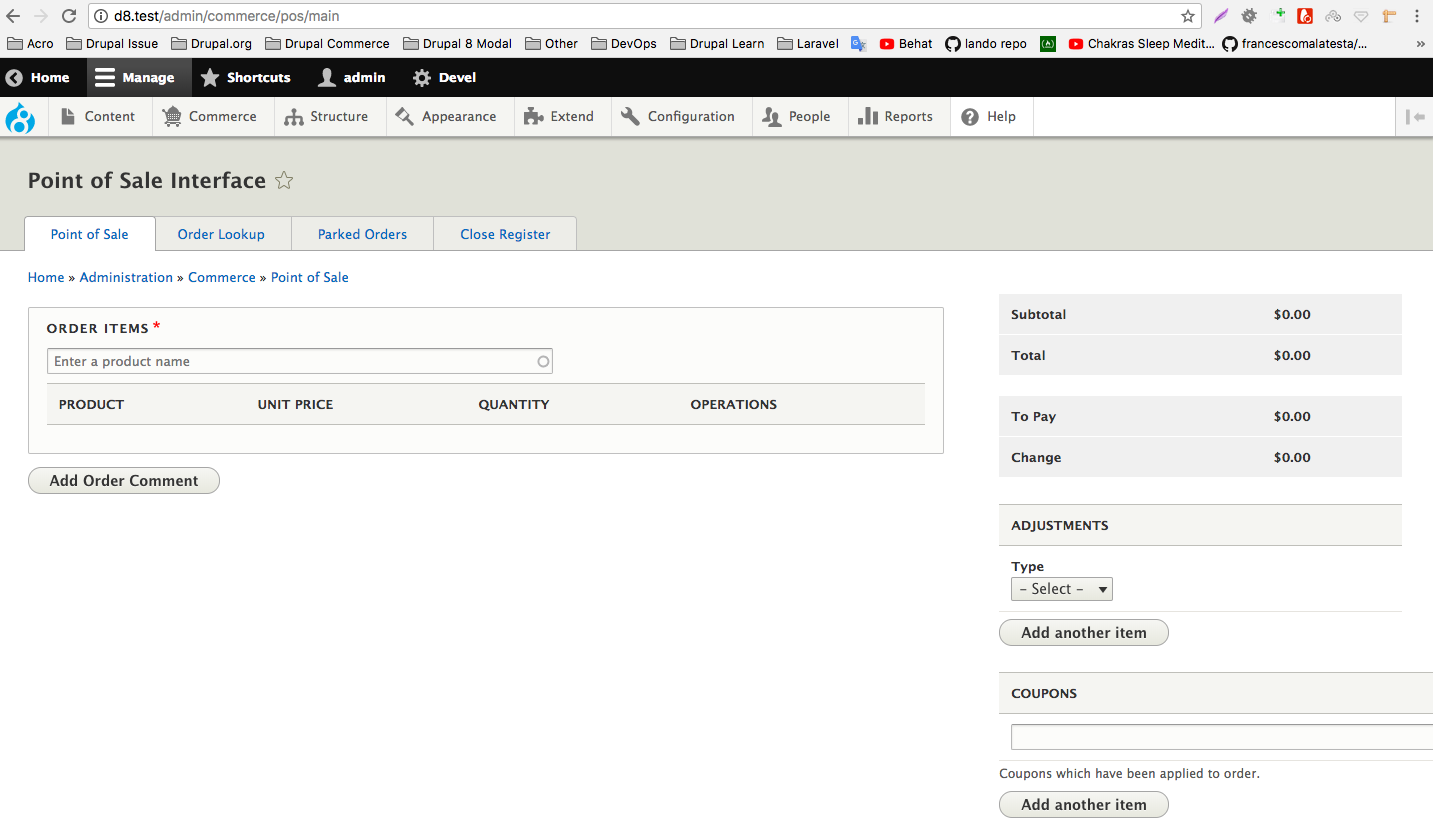 d8.test/admin/commerce/pos/main
Acro Drupal Issue Drupal.org Drupal Commerce Drupal 8 Modal Other DevOps Drupal Learn Laravel Behat lando repo Chakras Sleep Medit... francescomalatesta/... »
Home Manage Shortcuts admin Devel
Content Commerce Structure Appearance Extend Configuration People Reports Help
Point of Sale Interface
Point of Sale Order Lookup Parked Orders Close Register
Home » Administration » Commerce » Point of Sale
ORDER ITEMS *
Enter a product name
PRODUCT UNIT PRICE QUANTITY OPERATIONS
Add Order Comment
Subtotal $0.00
Total $0.00
To Pay $0.00
Change $0.00
ADJUSTMENTS
Type
- Select -
Add another item
COUPONS
Coupons which have been applied to order.
Add another item